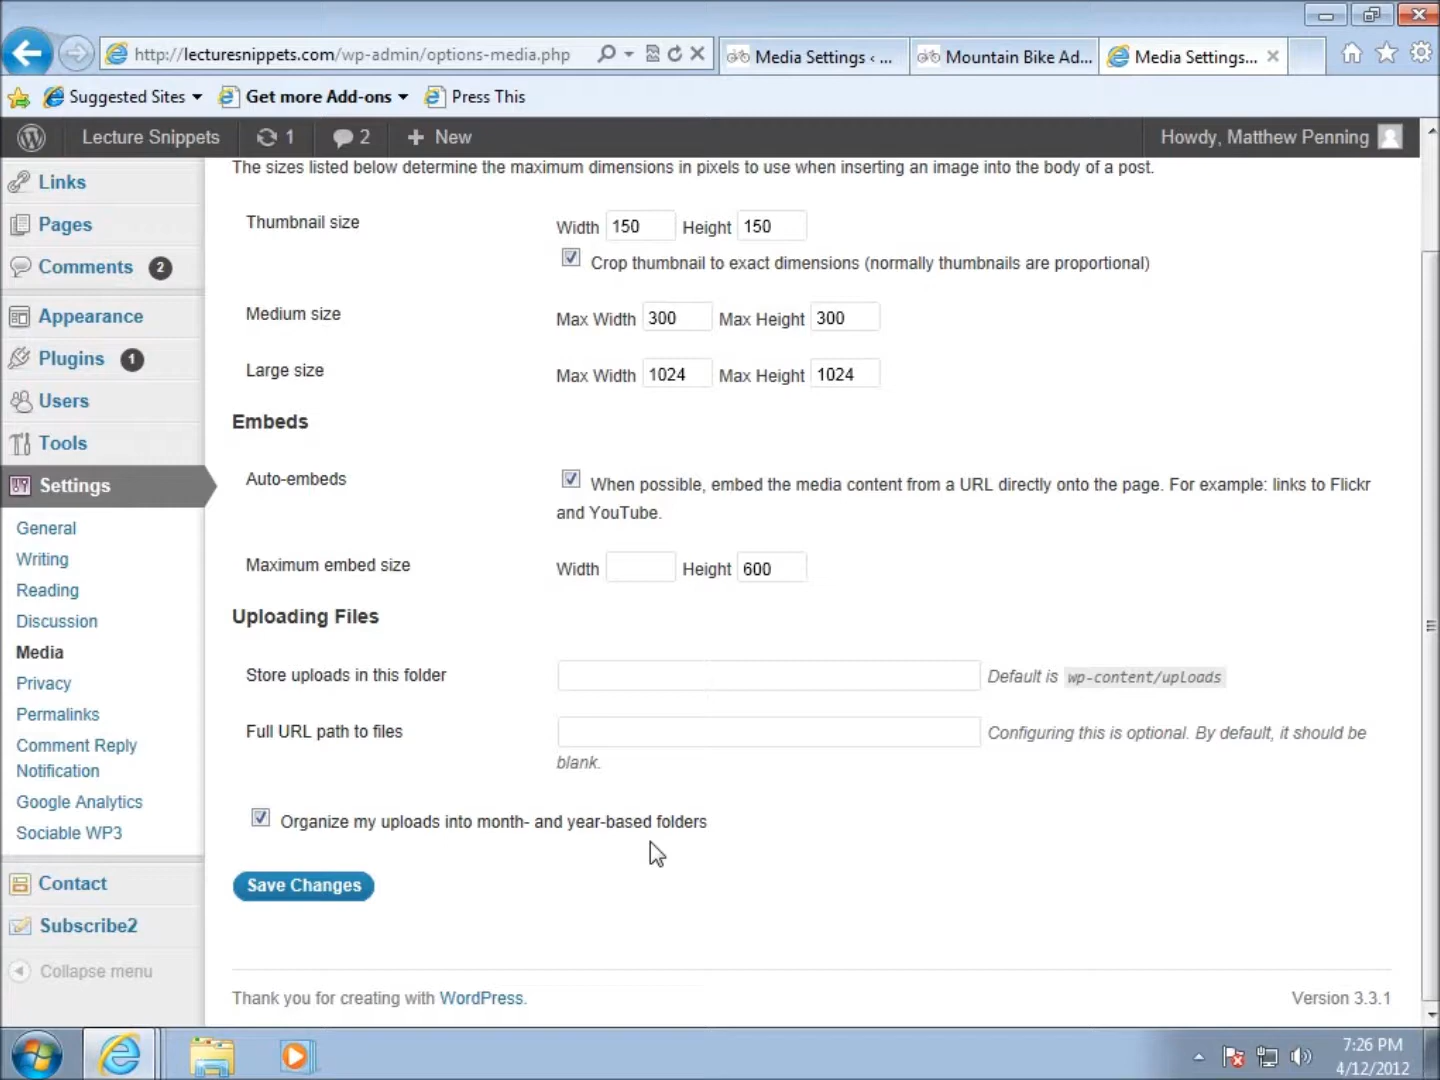 http://lecturesnippets.com/wp-admin/options-media.php
Media Settings ‹ ...
Mountain Bike Ad...
Media Settings...
Suggested Sites
Get more Add-ons
Press This
Lecture Snippets
1
2
New
Howdy, Matthew Penning
Links
Pages
Comments 2
Appearance
Plugins 1
Users
Tools
Settings
General
Writing
Reading
Discussion
Media
Privacy
Permalinks
Comment Reply
Notification
Google Analytics
Sociable WP3
Contact
Subscribe2
Collapse menu
The sizes listed below determine the maximum dimensions in pixels to use when inserting an image into the body of a post.
Thumbnail size
Width 150 Height 150
Crop thumbnail to exact dimensions (normally thumbnails are proportional)
Medium size
Max Width 300 Max Height 300
Large size
Max Width 1024 Max Height 1024
Embeds
Auto-embeds
When possible, embed the media content from a URL directly onto the page. For example: links to Flickr
and YouTube.
Maximum embed size
Width Height 600
Uploading Files
Store uploads in this folder
Default is wp-content/uploads
Full URL path to files
Configuring this is optional. By default, it should be
blank.
Organize my uploads into month- and year-based folders
Save Changes
Thank you for creating with WordPress.
Version 3.3.1
7:26 PM
4/12/2012